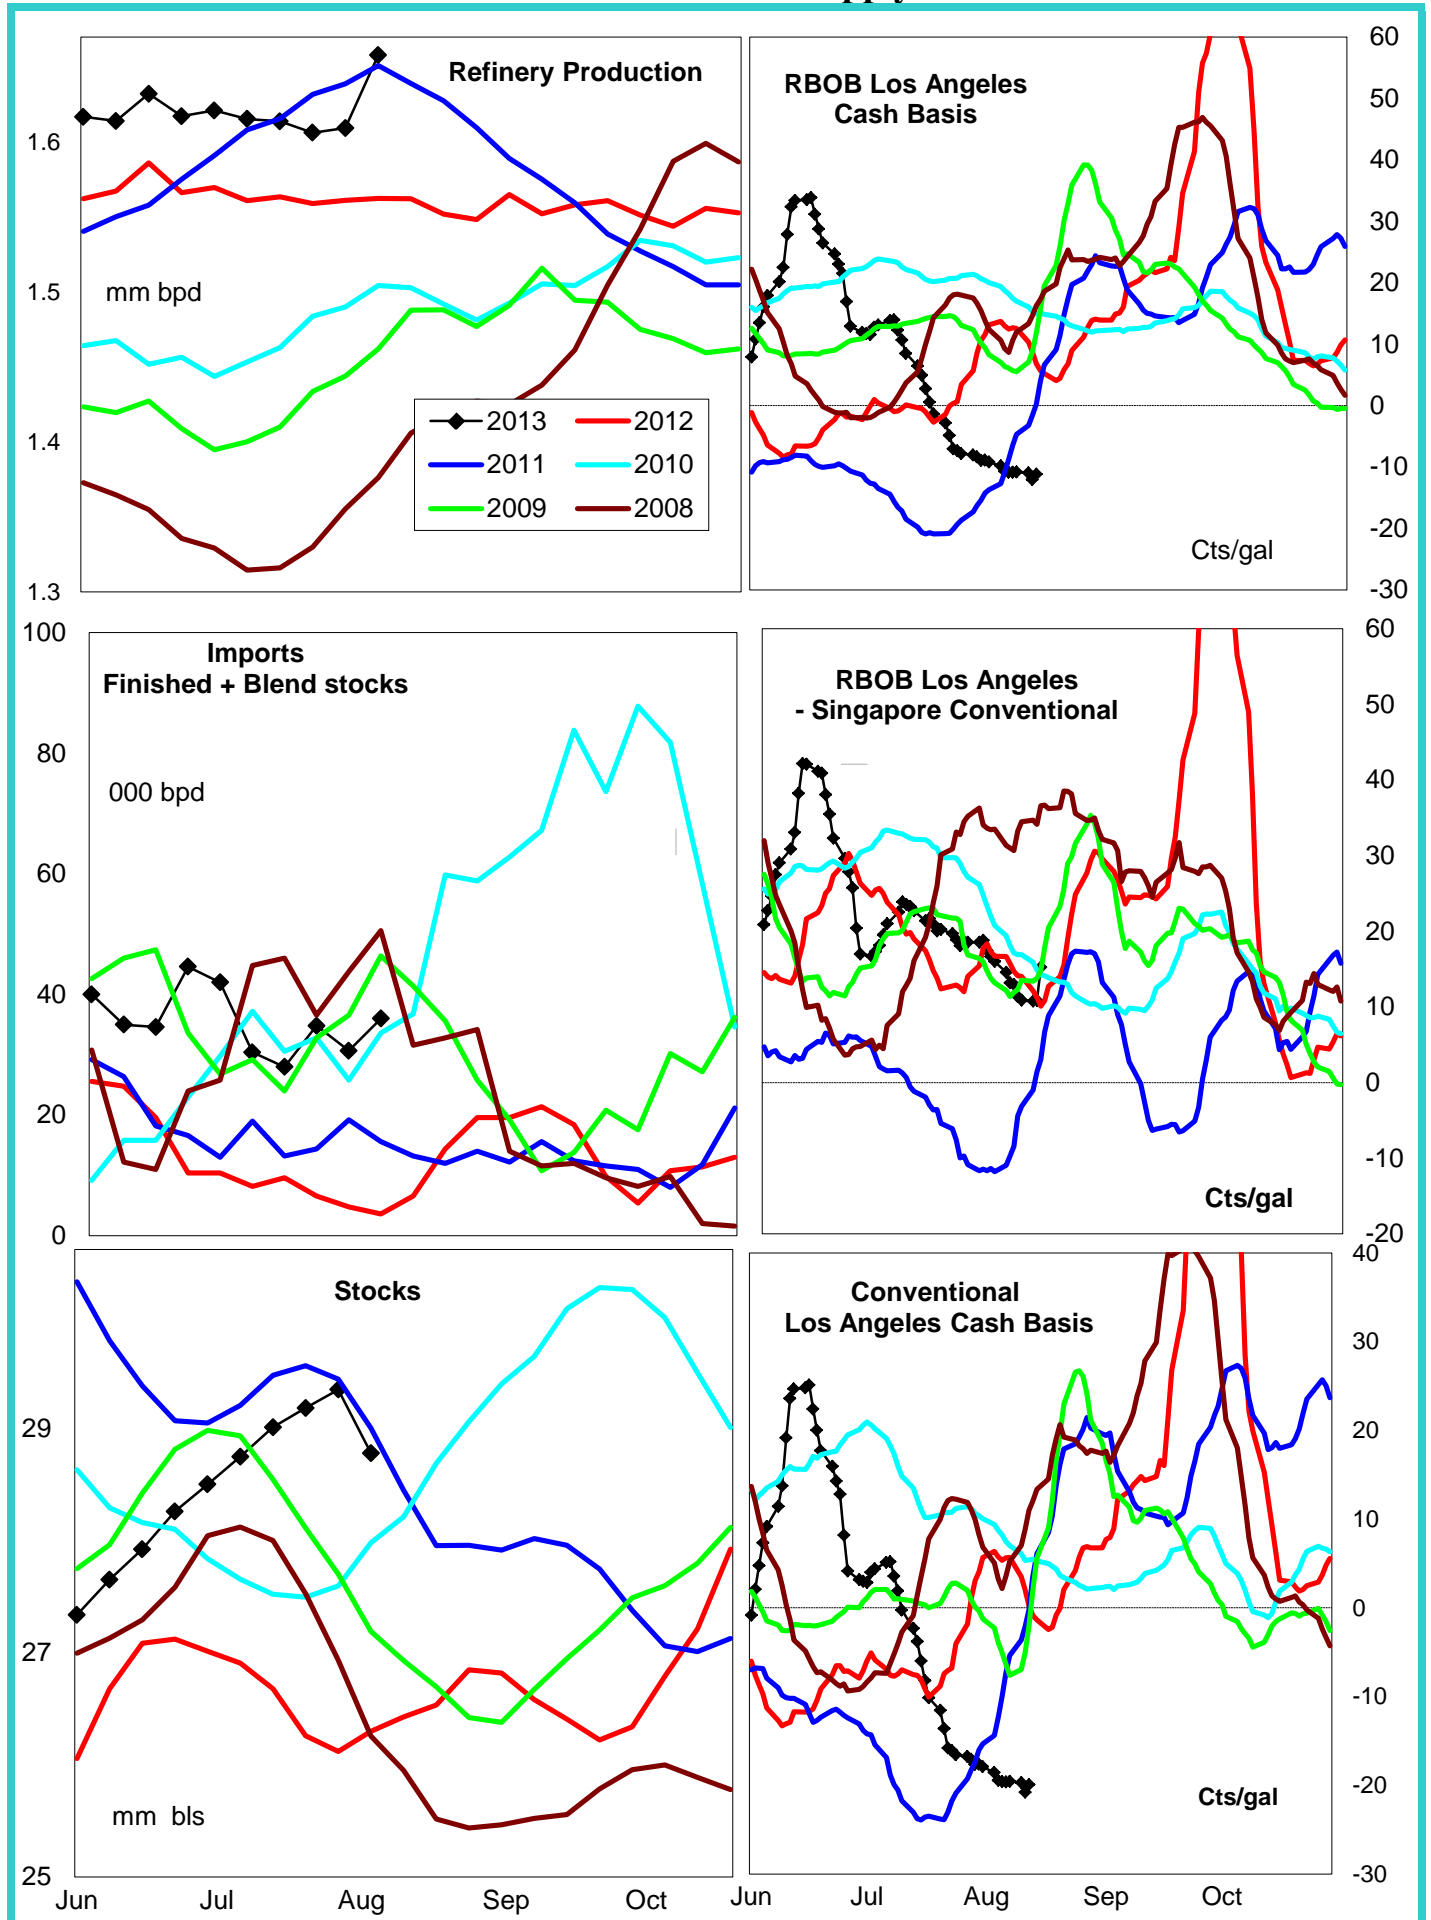 Refinery Production
mm bpd
1.6
1.5
1.4
1.3
2013
2012
2011
2010
2009
2008
RBOB Los Angeles
Cash Basis
Cts/gal
60
50
40
30
20
10
0
-10
-20
-30
Imports
Finished + Blend stocks
000 bpd
100
80
60
40
20
0
RBOB Los Angeles
- Singapore Conventional
Cts/gal
60
50
40
30
20
10
0
-10
-20
Stocks
mm bls
29
27
25
Jun Jul Aug Sep Oct
Conventional
Los Angeles Cash Basis
Cts/gal
40
30
20
10
0
-10
-20
-30
Jun Jul Aug Sep Oct